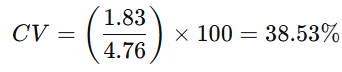 CV = (1.83/4.76) × 100 = 38.53%